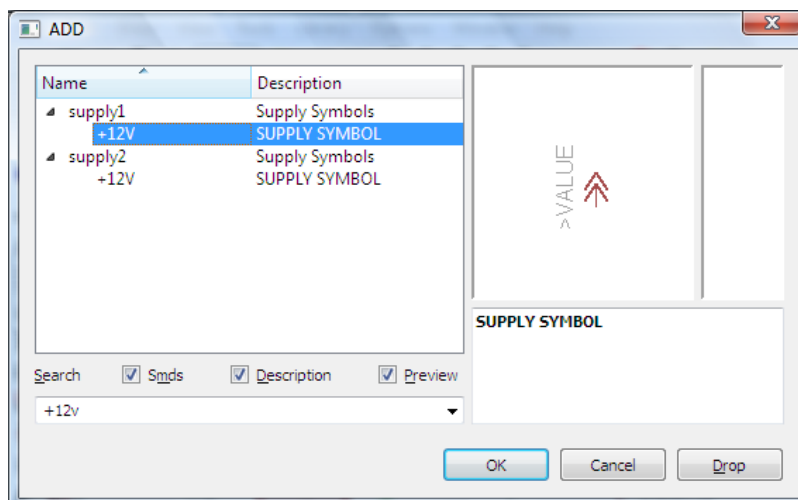 ADD
Name Description
supply1 Supply Symbols
+12V SUPPLY SYMBOL
supply2 Supply Symbols
+12V SUPPLY SYMBOL
>VALUE
SUPPLY SYMBOL
Search Smds Description Preview
+12v
OK Cancel Drop